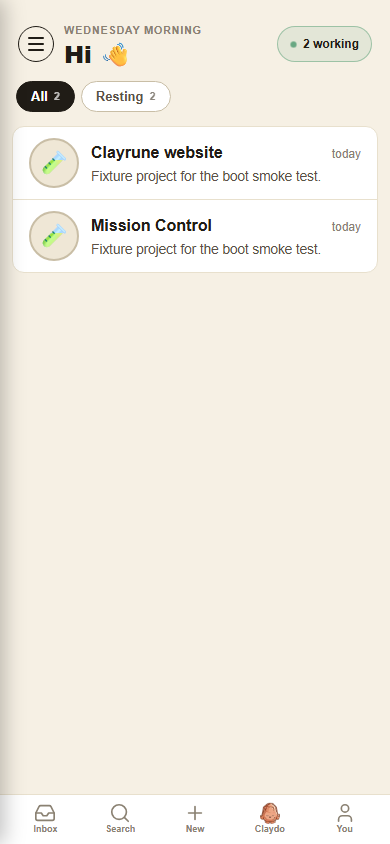 WEDNESDAY MORNING
Hi 👋
2 working
All 2
Resting 2
Clayrune website
today
Fixture project for the boot smoke test.
Mission Control
today
Fixture project for the boot smoke test.
Inbox
Search
New
Claydo
You